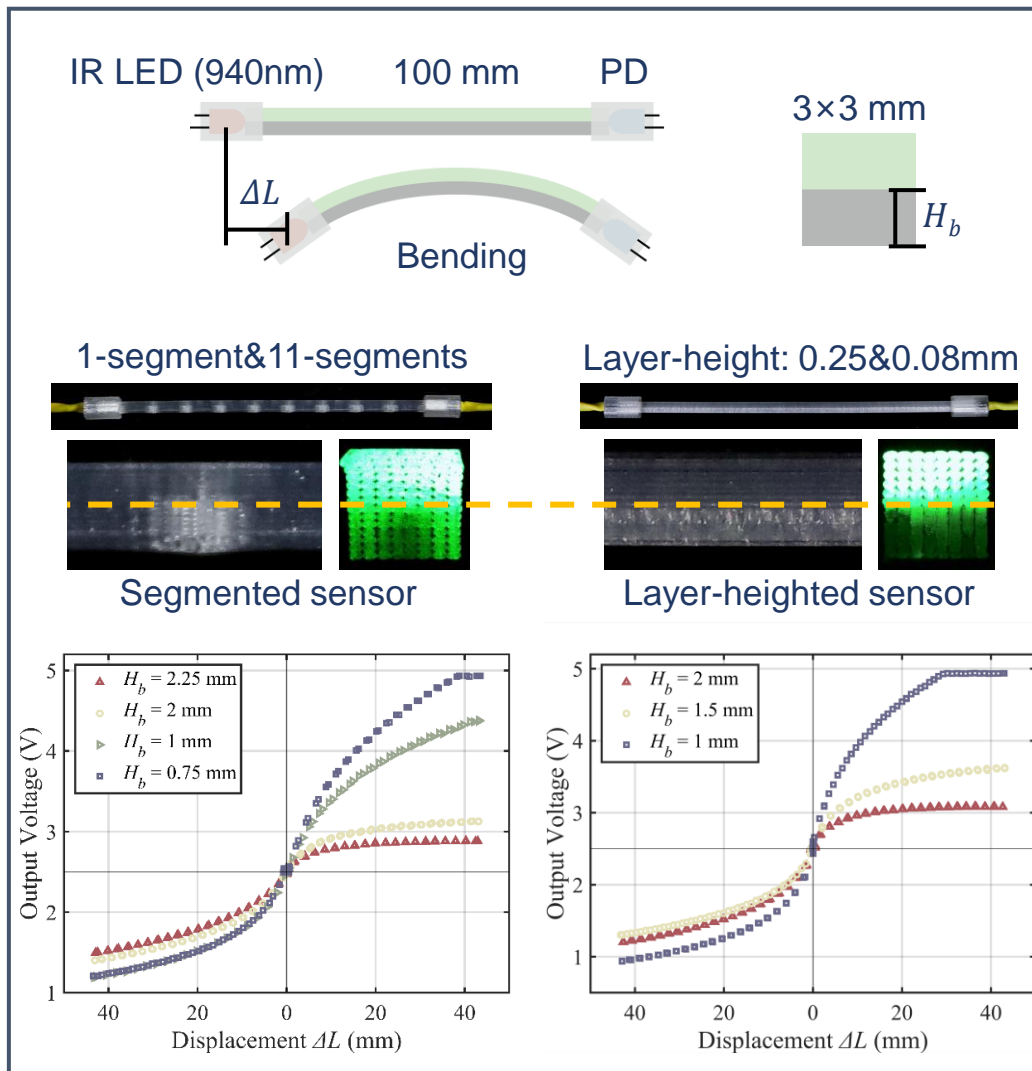 IR LED (940nm)
100 mm
PD
3×3 mm
ΔL
H_b
Bending
1-segment&11-segments
Layer-height: 0.25&0.08mm
Segmented sensor
Layer-heighted sensor
H_b = 2.25 mm
H_b = 2 mm
H_b = 1 mm
H_b = 0.75 mm
5
4
3
2
1
Output Voltage (V)
40
20
0
20
40
Displacement ΔL (mm)
H_b = 2 mm
H_b = 1.5 mm
H_b = 1 mm
5
4
3
2
1
Output Voltage (V)
40
20
0
20
40
Displacement ΔL (mm)